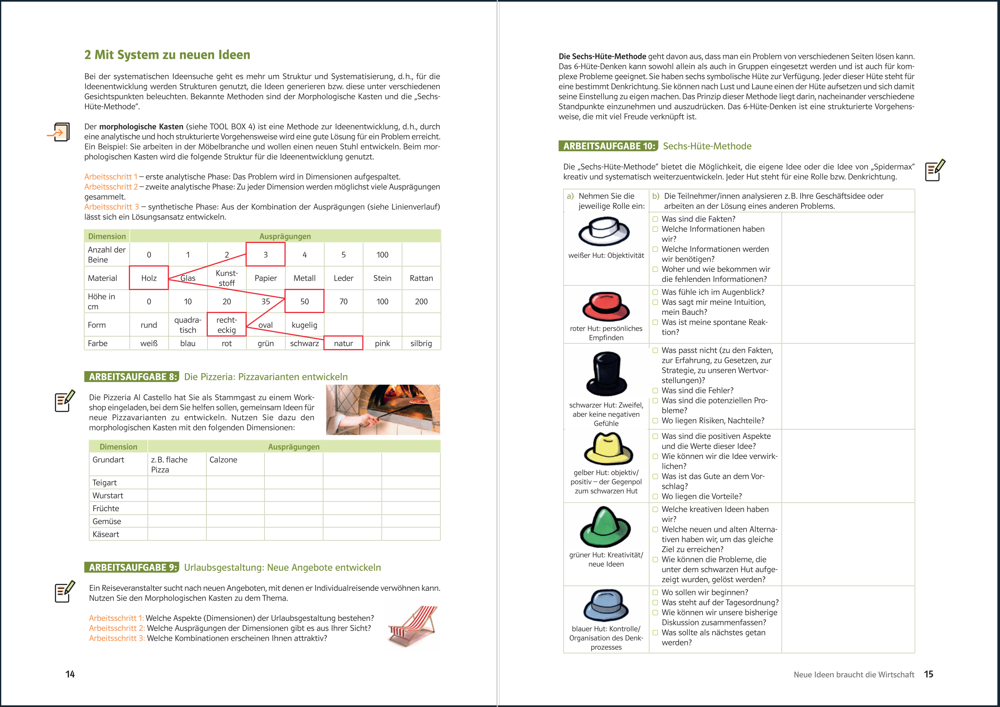 2 Mit System zu neuen Ideen
Bei der systematischen Ideensuche geht es mehr um Struktur und Systematisierung, d.h., für die
Ideenentwicklung werden Strukturen genutzt, die Ideen generieren bzw. diese unter verschiedenen
Gesichtspunkten beleuchten. Bekannte Methoden sind der Morphologische Kasten und die „Sechs-
Hüte-Methode“.
Der morphologische Kasten (siehe TOOL BOX 4) ist eine Methode zur Ideenentwicklung, d.h., durch
eine analytische und hoch strukturierte Vorgehensweise wird eine gute Lösung für ein Problem erreicht.
Ein Beispiel: Sie arbeiten in der Möbelbranche und wollen einen neuen Stuhl entwickeln. Beim mor-
phologischen Kasten wird die folgende Struktur für die Ideenentwicklung genutzt.
Arbeitsschritt 1 – erste analytische Phase: Das Problem wird in Dimensionen aufgespaltet.
Arbeitsschritt 2 – zweite analytische Phase: Zu jeder Dimension werden möglichst viele Ausprägungen
gesammelt.
Arbeitsschritt 3 – synthetische Phase: Aus der Kombination der Ausprägungen (siehe Linienverlauf)
lässt sich ein Lösungsansatz entwickeln.
Dimension Ausprägungen
Anzahl der
Beine
0 1 2 3 4 5 100
Material Holz Glas Kunst-
stoff Papier Metall Leder Stein Rattan
Höhe in
cm
0 10 20 35 50 70 100 200
Form rund quadra-
tisch recht-
eckig oval kugelig
Farbe weiß blau rot grün schwarz natur pink silbrig
ARBEITSAUFGABE 8: Die Pizzeria: Pizzavarianten entwickeln
Die Pizzeria Al Castello hat Sie als Stammgast zu einem Work-
shop eingeladen, bei dem Sie helfen sollen, gemeinsam Ideen für
neue Pizzavarianten zu entwickeln. Nutzen Sie dazu den
morphologischen Kasten mit den folgenden Dimensionen:
Dimension Ausprägungen
Grundart z.B. flache
Pizza Calzone
Teigart
Wurstart
Früchte
Gemüse
Käseart
ARBEITSAUFGABE 9: Urlaubsgestaltung: Neue Angebote entwickeln
Ein Reiseveranstalter sucht nach neuen Angeboten, mit denen er Individualreisende verwöhnen kann.
Nutzen Sie den Morphologischen Kasten zu dem Thema.
Arbeitsschritt 1: Welche Aspekte (Dimensionen) der Urlaubsgestaltung bestehen?
Arbeitsschritt 2: Welche Ausprägungen der Dimensionen gibt es aus Ihrer Sicht?
Arbeitsschritt 3: Welche Kombinationen erscheinen Ihnen attraktiv?
14
Die Sechs-Hüte-Methode geht davon aus, dass man ein Problem von verschiedenen Seiten lösen kann.
Das 6-Hüte-Denken kann sowohl allein als auch in Gruppen eingesetzt werden und ist auch für kom-
plexe Probleme geeignet. Sie haben sechs symbolische Hüte zur Verfügung. Jeder dieser Hüte steht für
eine bestimmt Denkrichtung. Sie können nach Lust und Laune einen der Hüte aufsetzen und sich damit
seine Einstellung zu eigen machen. Das Prinzip dieser Methode liegt darin, nacheinander verschiedene
Standpunkte einzunehmen und auszudrücken. Das 6-Hüte-Denken ist eine strukturierte Vorgehens-
weise, die mit viel Freude verknüpft ist.
ARBEITSAUFGABE 10: Sechs-Hüte-Methode
Die „Sechs-Hüte-Methode“ bietet die Möglichkeit, die eigene Idee oder die Idee von „Spidermax“
kreativ und systematisch weiterzuentwickeln. Jeder Hut steht für eine Rolle bzw. Denkrichtung.
a) Nehmen Sie die
jeweilige Rolle ein:
b) Die Teilnehmer/innen analysieren z.B. Ihre Geschäftsidee oder
arbeiten an der Lösung eines anderen Problems.
weißer Hut: Objektivität
Was sind die Fakten?
Welche Informationen haben
wir?
Welche Informationen werden
wir benötigen?
Woher und wie bekommen wir
die fehlenden Informationen?
roter Hut: persönliches
Empfinden
Was fühle ich im Augenblick?
Was sagt mir meine Intuition,
mein Bauch?
Was ist meine spontane Reak-
tion?
schwarzer Hut: Zweifel,
aber keine negativen
Gefühle
Was passt nicht (zu den Fakten,
zur Erfahrung, zu Gesetzen, zur
Strategie, zu unseren Wertvor-
stellungen)?
Was sind die Fehler?
Was sind die potenziellen Pro-
bleme?
Wo liegen Risiken, Nachteile?
gelber Hut: objektiv/
positiv – der Gegenpol
zum schwarzen Hut
Was sind die positiven Aspekte
und die Werte dieser Idee?
Wie können wir die Idee verwirk-
lichen?
Was ist das Gute an dem Vor-
schlag?
Wo liegen die Vorteile?
grüner Hut: Kreativität/
neue Ideen
Welche kreativen Ideen haben
wir?
Welche neuen und alten Alterna-
tiven haben wir, um das gleiche
Ziel zu erreichen?
Wie können die Probleme, die
unter dem schwarzen Hut aufge-
zeigt wurden, gelöst werden?
blauer Hut: Kontrolle/
Organisation des Denk-
prozesses
Wo sollen wir beginnen?
Was steht auf der Tagesordnung?
Wie können wir unsere bisherige
Diskussion zusammenfassen?
Was sollte als nächstes getan
werden?
Neue Ideen braucht die Wirtschaft 15